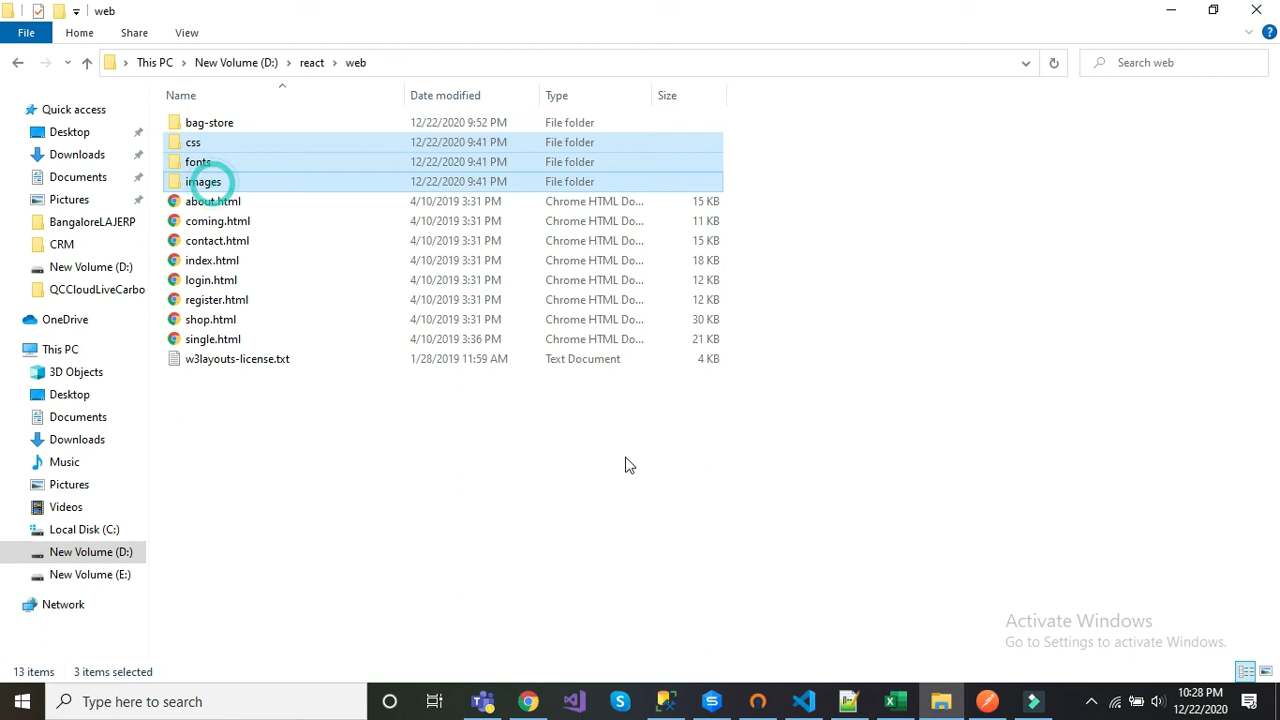 web
File
Home
Share
View
This PC
New Volume (D:)
react
web
Search web
Name
Date modified
Type
Size
Quick access
Desktop
Downloads
Documents
Pictures
BangaloreLAJERP
CRM
New Volume (D:)
QCCloudLiveCarbo
OneDrive
This PC
3D Objects
Desktop
Documents
Downloads
Music
Pictures
Videos
Local Disk (C:)
New Volume (D:)
New Volume (E:)
Network
bag-store 12/22/2020 9:52 PM File folder
css 12/22/2020 9:41 PM File folder
fonts 12/22/2020 9:41 PM File folder
images 12/22/2020 9:41 PM File folder
about.html 4/10/2019 3:31 PM Chrome HTML Do... 15 KB
coming.html 4/10/2019 3:31 PM Chrome HTML Do... 11 KB
contact.html 4/10/2019 3:31 PM Chrome HTML Do... 15 KB
index.html 4/10/2019 3:31 PM Chrome HTML Do... 18 KB
login.html 4/10/2019 3:31 PM Chrome HTML Do... 12 KB
register.html 4/10/2019 3:31 PM Chrome HTML Do... 12 KB
shop.html 4/10/2019 3:31 PM Chrome HTML Do... 30 KB
single.html 4/10/2019 3:36 PM Chrome HTML Do... 21 KB
w3layouts-license.txt 1/28/2019 11:59 AM Text Document 4 KB
Activate Windows
Go to Settings to activate Windows.
13 items
3 items selected
Type here to search
10:28 PM
12/22/2020